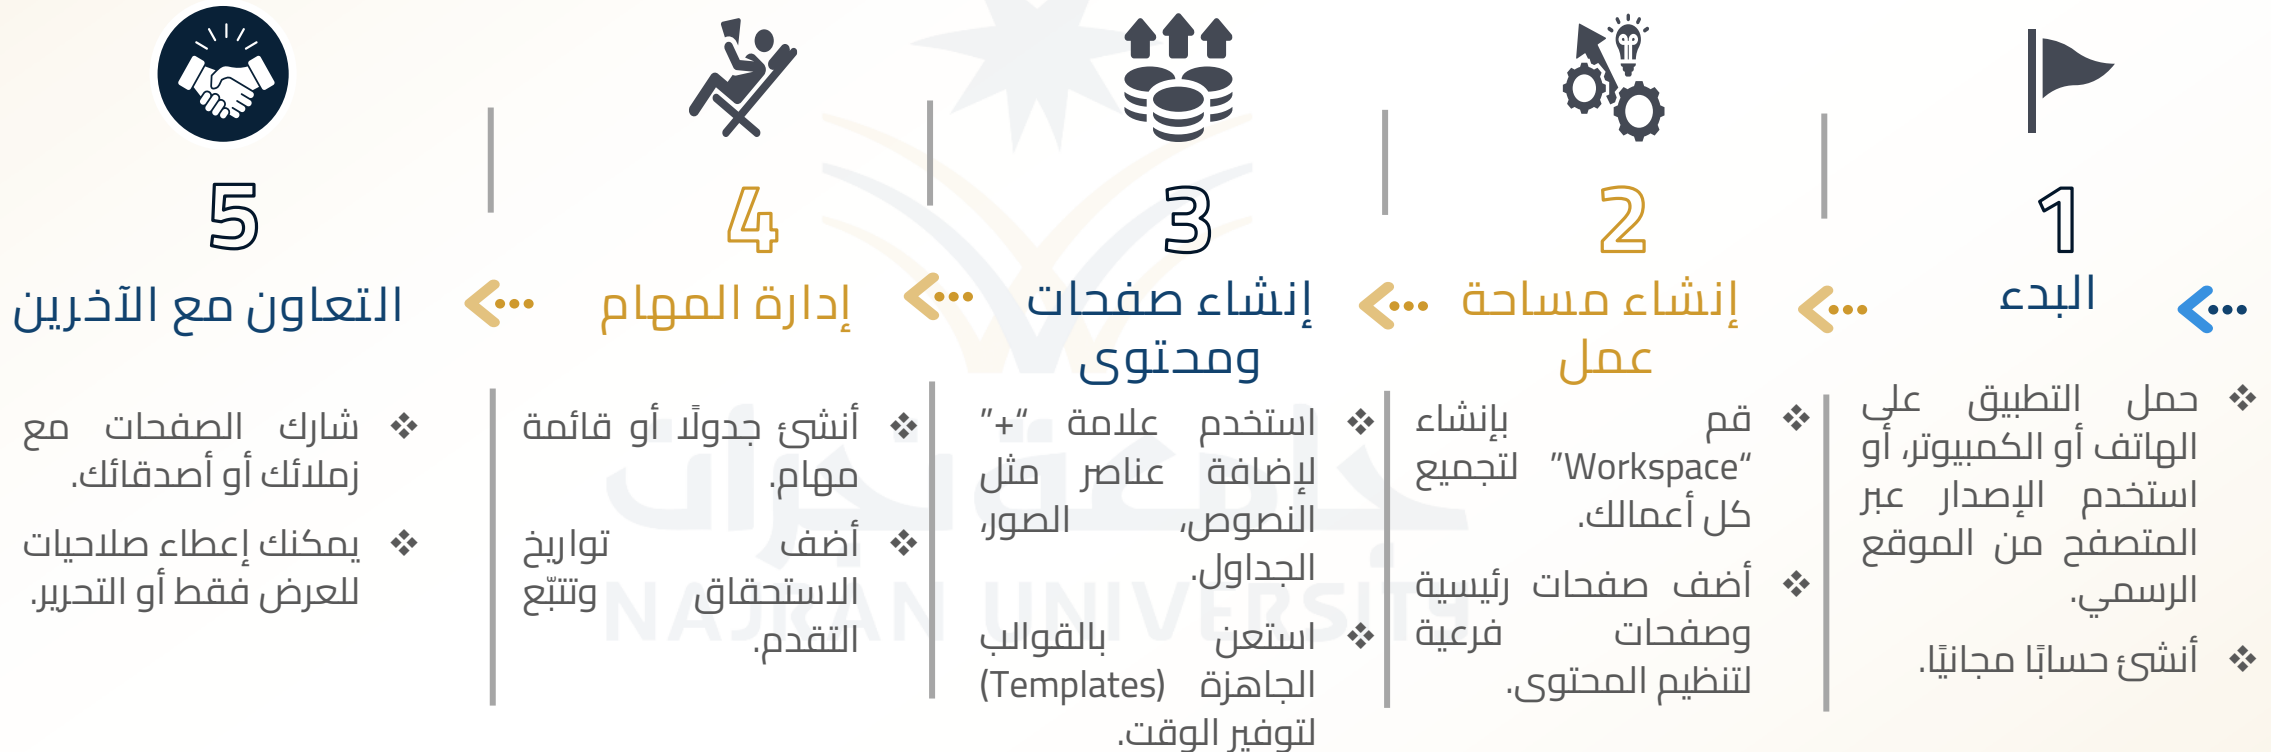 1
البدء
حمل التطبيق على
الهاتف أو الكمبيوتر، أو
استخدم الإصدار عبر
المتصفح من الموقع
الرسمي.
أنشئ حسابًا مجانيًا.
2
إنشاء مساحة
عمل
قم بإنشاء
“Workspace” لتجميع
كل أعمالك.
أضف صفحات رئيسية
وصفحات فرعية
لتنظيم المحتوى.
3
إنشاء صفحات
ومحتوى
استخدم علامة “+”
لإضافة عناصر مثل
النصوص، الصور،
الجداول.
استعن بالقوالب
الجاهزة (Templates)
لتوفير الوقت.
4
إدارة المهام
أنشئ جدولًا أو قائمة
مهام.
أضف تواريخ
الاستحقاق وتتبّع
التقدم.
5
التعاون مع الآخرين
شارك الصفحات مع
زملائك أو أصدقائك.
يمكنك إعطاء صلاحيات
للعرض فقط أو التحرير.
جامعة نجران
NAJRAN UNIVERSITY